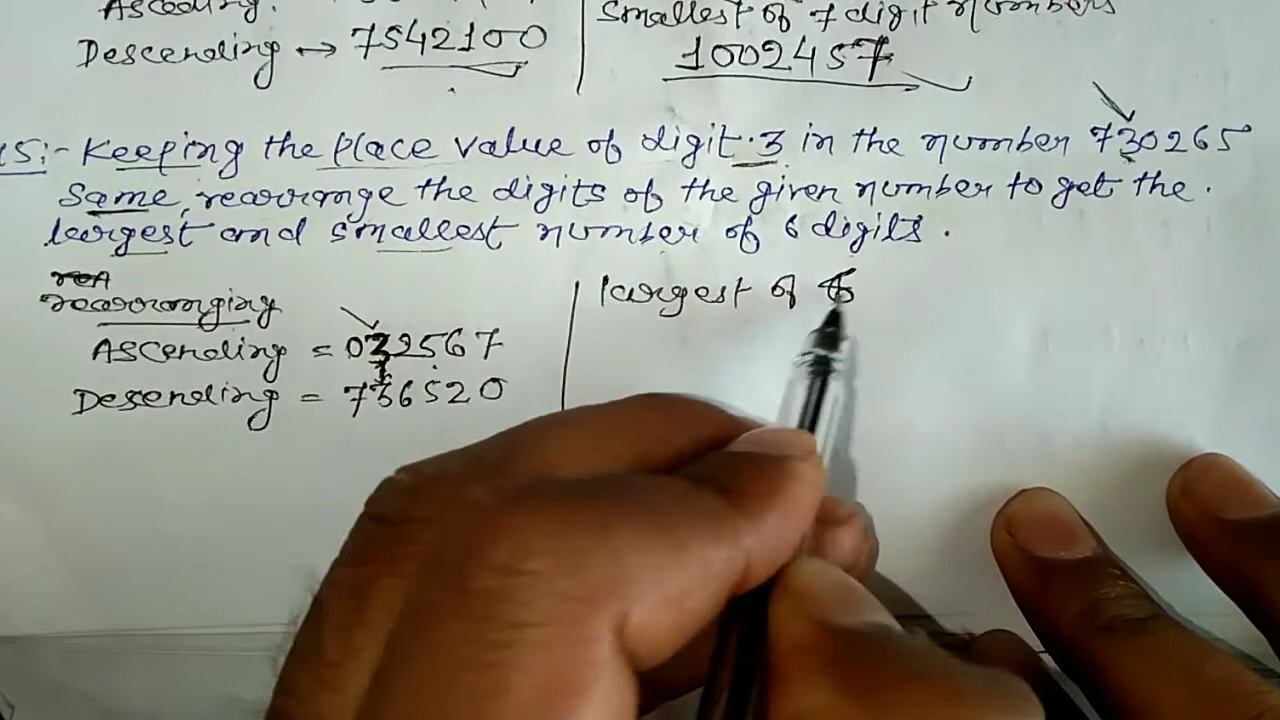 Ascending.
Descending → 7542100
Smallest of 7 digit numbers
1002457
15:- Keeping the place value of digit 3 in the number 730265
Same, rearrange the digits of the given number to get the
largest and smallest number of 6 digits.
rearranging
Ascending = 032567
Descending = 736520
largest of 6